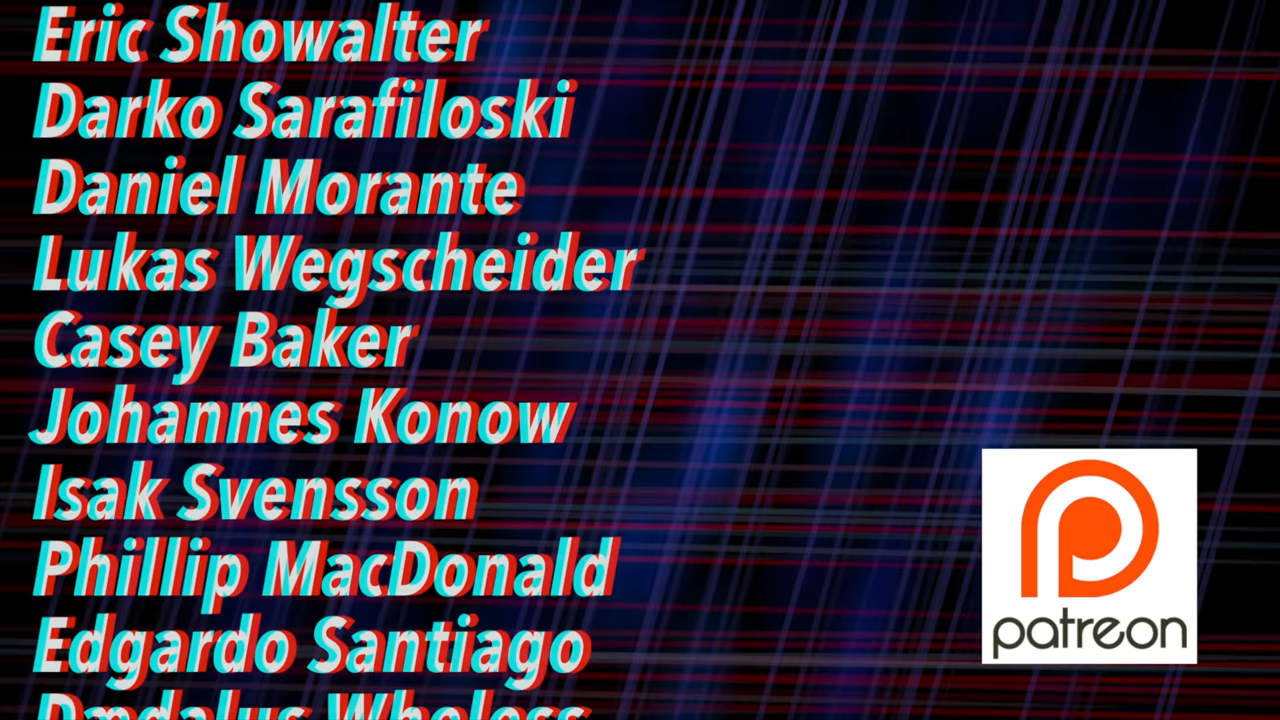 Eric Showalter
Darko Sarafiloski
Daniel Morante
Lukas Wegscheider
Casey Baker
Johannes Konow
Isak Svensson
Phillip MacDonald
Edgardo Santiago
patreon